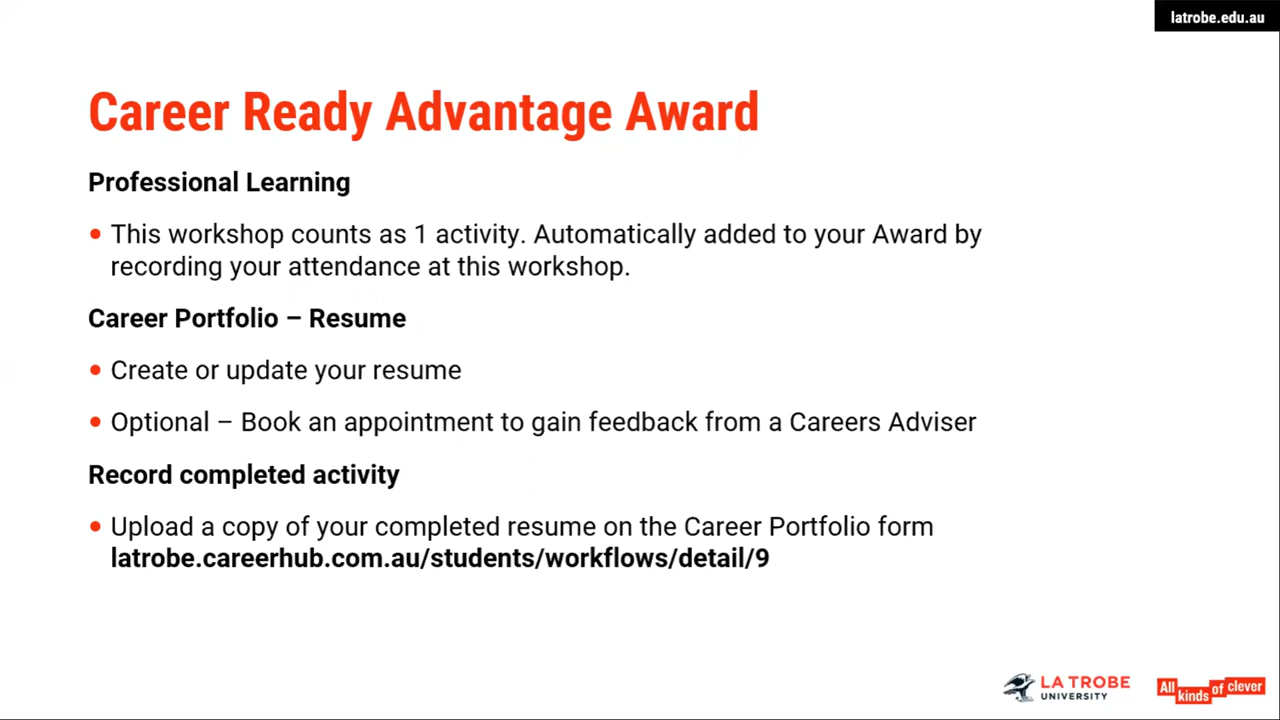 latrobe.edu.au
Career Ready Advantage Award
Professional Learning
• This workshop counts as 1 activity. Automatically added to your Award by
recording your attendance at this workshop.
Career Portfolio – Resume
• Create or update your resume
• Optional – Book an appointment to gain feedback from a Careers Adviser
Record completed activity
• Upload a copy of your completed resume on the Career Portfolio form
latrobe.careerhub.com.au/students/workflows/detail/9
LA TROBE
UNIVERSITY
All kinds of clever